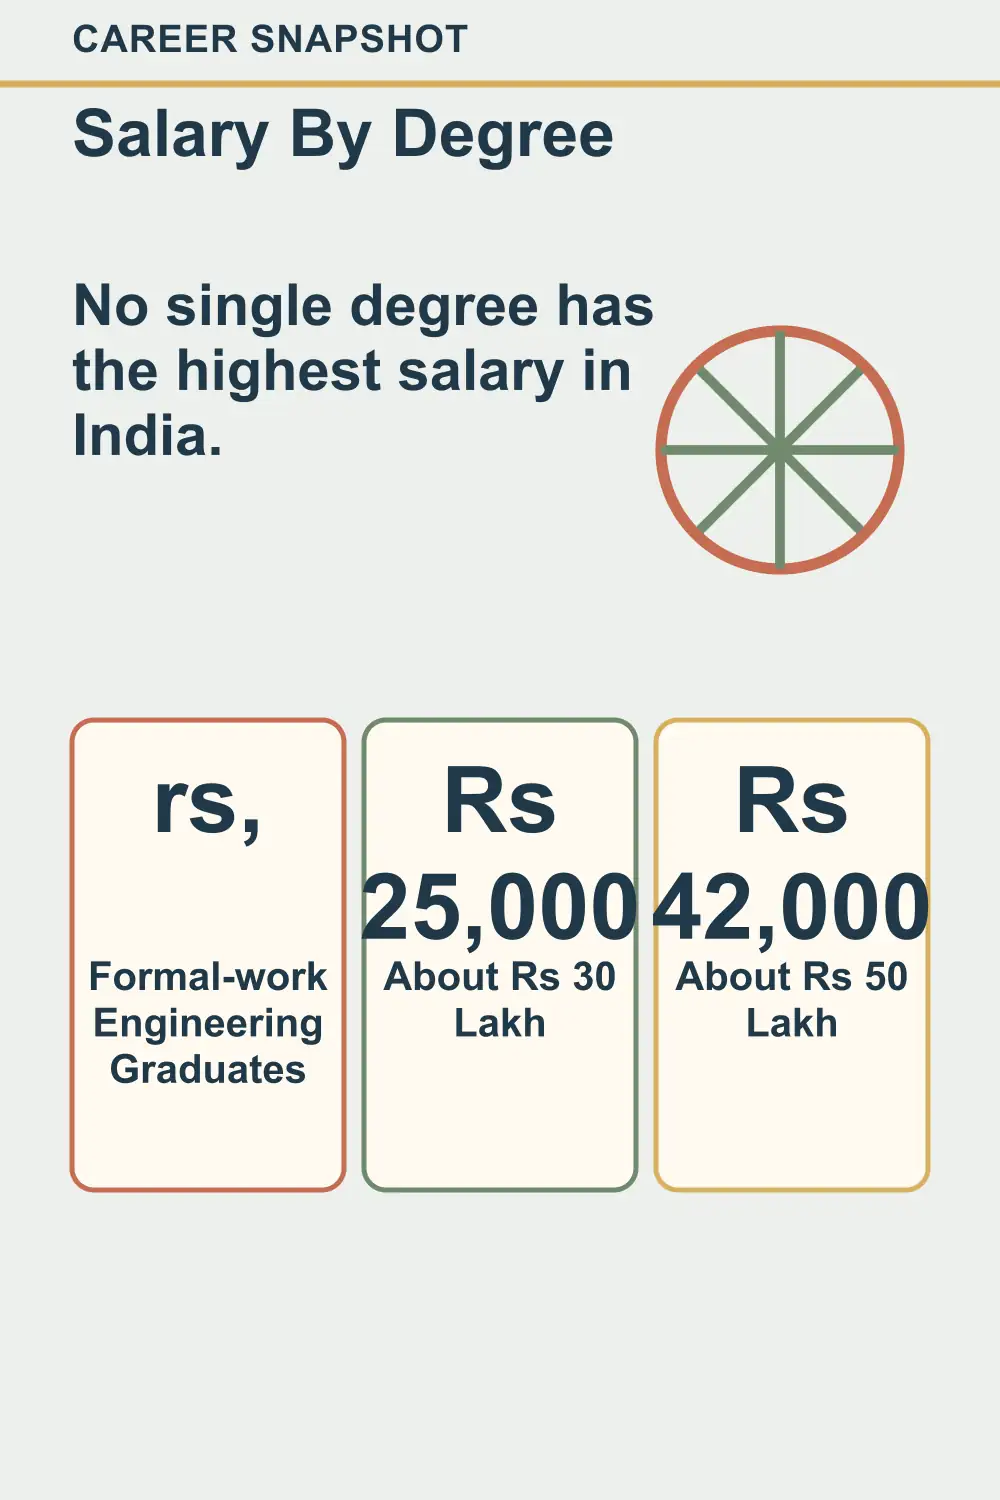 CAREER SNAPSHOT
Salary By Degree
No single degree has
the highest salary in
India.
rs,
Formal-work
Engineering
Graduates
Rs
25,000
About Rs 30
Lakh
Rs
42,000
About Rs 50
Lakh